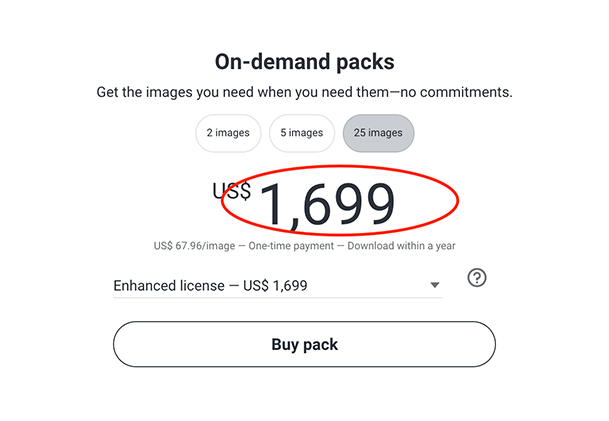 On-demand packs
Get the images you need when you need them—no commitments.
2 images 5 images 25 images
US$ 1,699
US$ 67.96/image — One-time payment — Download within a year
Enhanced license — US$ 1,699
?
Buy pack